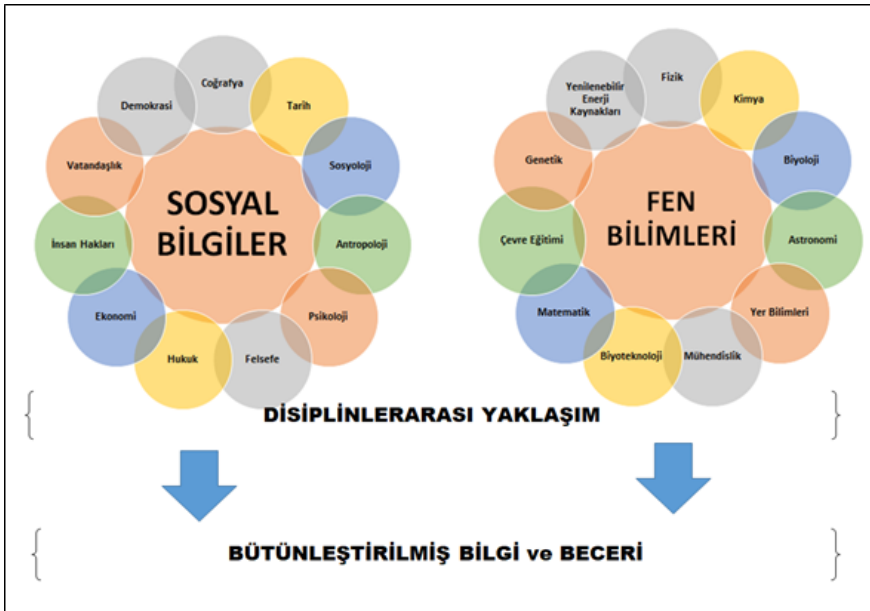 Coğrafya
Tarih
Sosyoloji
Antropoloji
Psikoloji
Felsefe
Hukuk
Ekonomi
İnsan Hakları
Vatandaşlık
Demokrasi
SOSYAL
BİLGİLER
Fizik
Kimya
Biyoloji
Astronomi
Yer Bilimleri
Mühendislik
Biyoteknoloji
Matematik
Çevre Eğitimi
Genetik
Yenilenebilir
Enerji
Kaynakları
FEN
BİLİMLERİ
DISİPLİNLERARASI YAKLAŞIM
BÜTÜNLEŞTİRİLMİŞ BİLGİ ve BECERİ